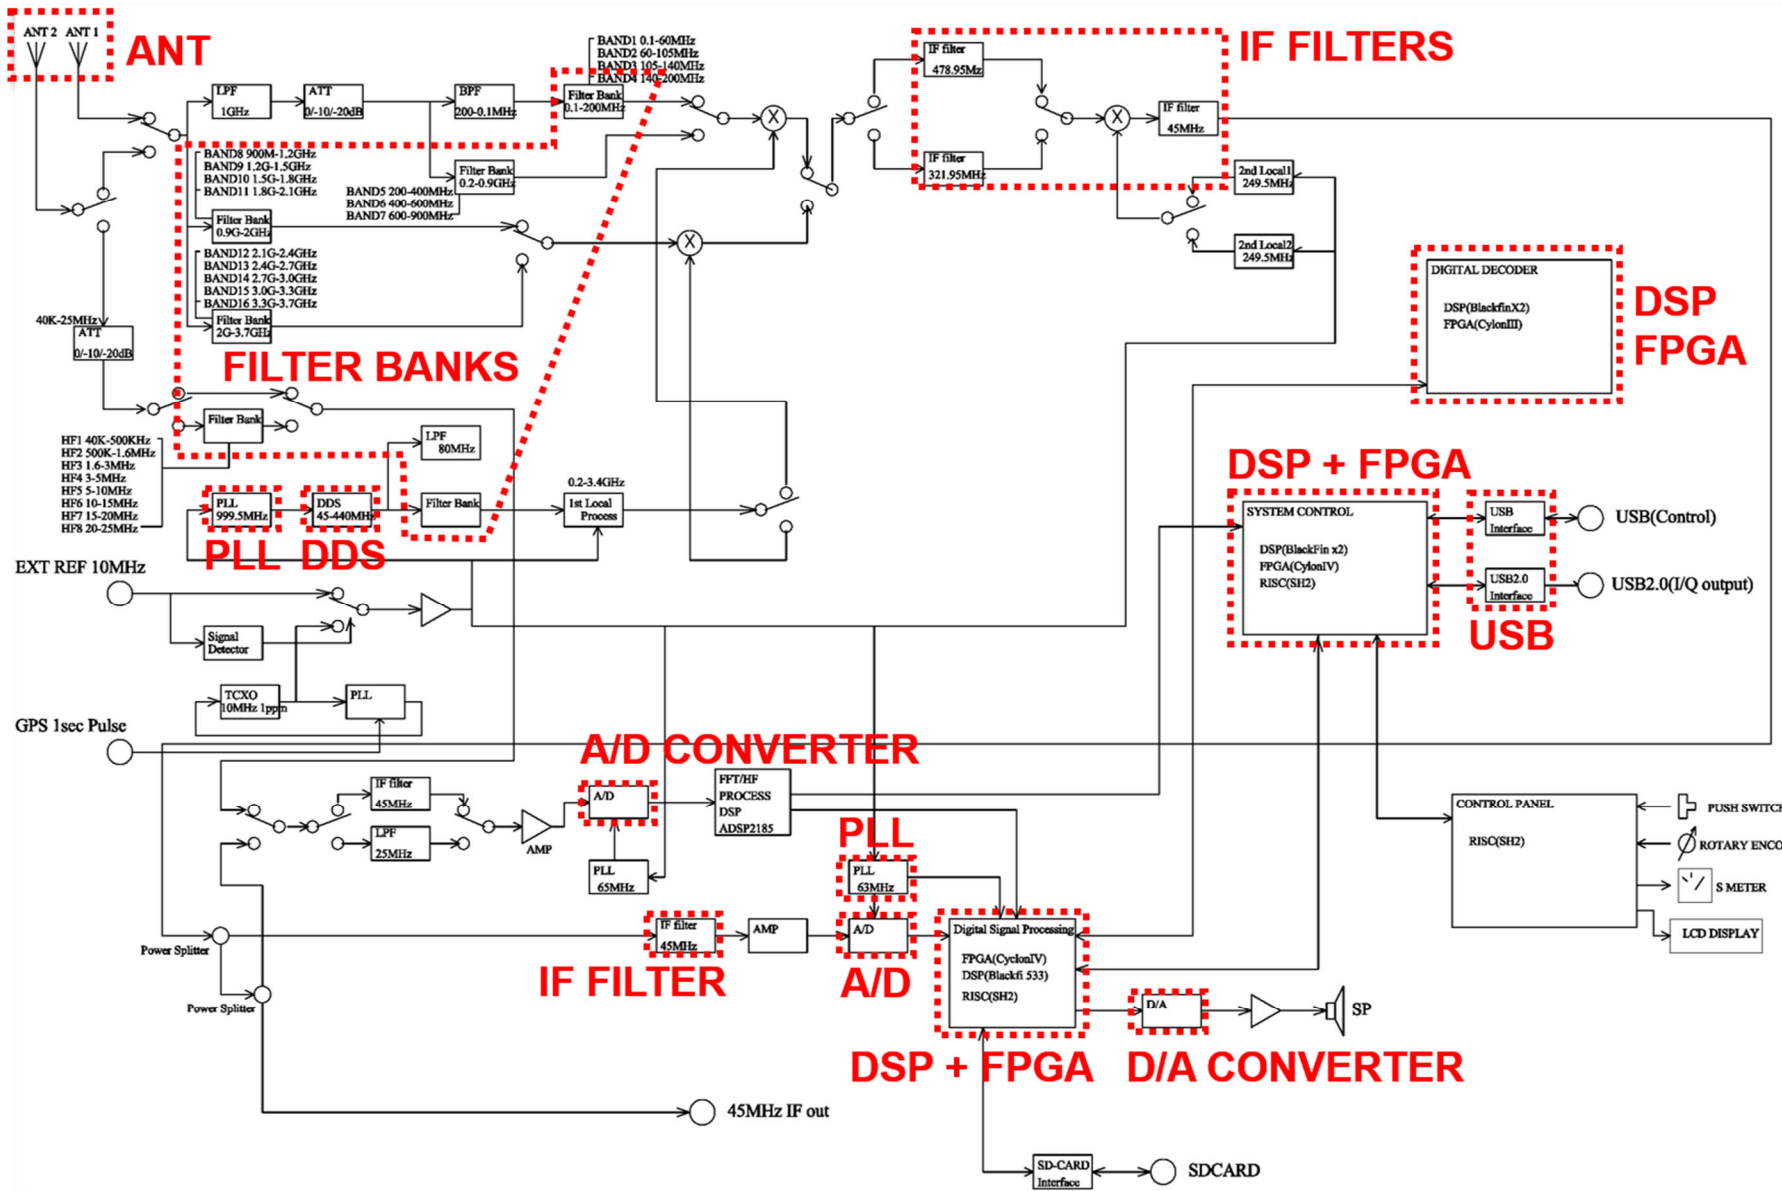 ANT 2 ANT 1
ANT
LPF
1GHz
ATT
0/-10/-20dB
BPF
200-0.1MHz
BAND1 0.1-60MHz
BAND2 60-105MHz
BAND3 105-140MHz
BAND4 140-200MHz
Filter Bank
0.1-200MHz
IF filter
478.95Mz
IF FILTERS
X
X
IF filter
45MHz
BAND8 900M-1.2GHz
BAND9 1.2G-1.5GHz
BAND10 1.5G-1.8GHz
BAND11 1.8G-2.1GHz
Filter Bank
0.2-0.9GHz
BAND5 200-400MHz
BAND6 400-600MHz
BAND7 600-900MHz
IF filter
321.95MHz
2nd Local1
249.5MHz
Filter Bank
0.9G-2GHz
X
2nd Local2
249.5MHz
BAND12 2.1G-2.4GHz
BAND13 2.4G-2.7GHz
BAND14 2.7G-3.0GHz
BAND15 3.0G-3.3GHz
BAND16 3.3G-3.7GHz
Filter Bank
2G-3.7GHz
DIGITAL DECODER
DSP(BlackfinX2)
FPGA(CylonIII)
DSP
FPGA
40K-25MHz
ATT
0/-10/-20dB
FILTER BANKS
Filter Bank
HF1 40K-500KHz
HF2 500K-1.6MHz
HF3 1.6-3MHz
HF4 3-5MHz
HF5 5-10MHz
HF6 10-15MHz
HF7 15-20MHz
HF8 20-25MHz
LPF
80MHz
PLL
999.5MHz
DDS
45-440MHz
Filter Bank
0.2-3.4GHz
1st Local
Process
PLL
DDS
DSP + FPGA
SYSTEM CONTROL
DSP(BlackFin x2)
FPGA(CylonIV)
RISC(SH2)
USB
Interface
USB(Control)
USB2.0
Interface
USB2.0(I/Q output)
USB
EXT REF 10MHz
Signal
Detector
TCXO
10MHz 1ppm
PLL
GPS 1sec Pulse
A/D CONVERTER
IF filter
45MHz
LPF
25MHz
AMP
A/D
FFT/HF
PROCESS
DSP
ADSP2185
PLL
65MHz
PLL
PLL
63MHz
CONTROL PANEL
RISC(SH2)
PUSH SWITCH
ROTARY ENCO
S METER
LCD DISPLAY
Power Splitter
IF filter
45MHz
AMP
A/D
Digital Signal Processing
FPGA(CyclonIV)
DSP(Blackfi 533)
RISC(SH2)
IF FILTER
A/D
Power Splitter
D/A
SP
DSP + FPGA
D/A CONVERTER
45MHz IF out
SD-CARD
Interface
SDCARD